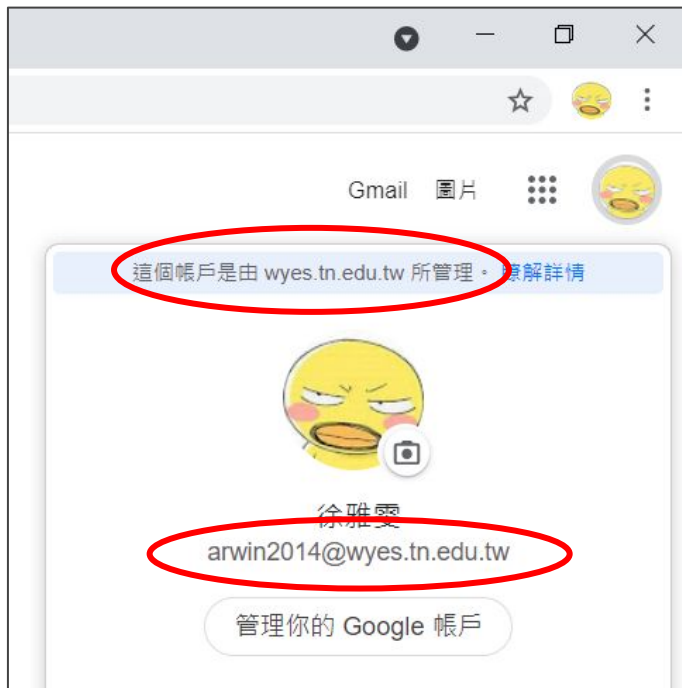 Gmail 圖片
這個帳戶是由 wyes.tn.edu.tw 所管理。瞭解詳情
徐雅雯
arwin2014@wyes.tn.edu.tw
管理你的 Google 帳戶